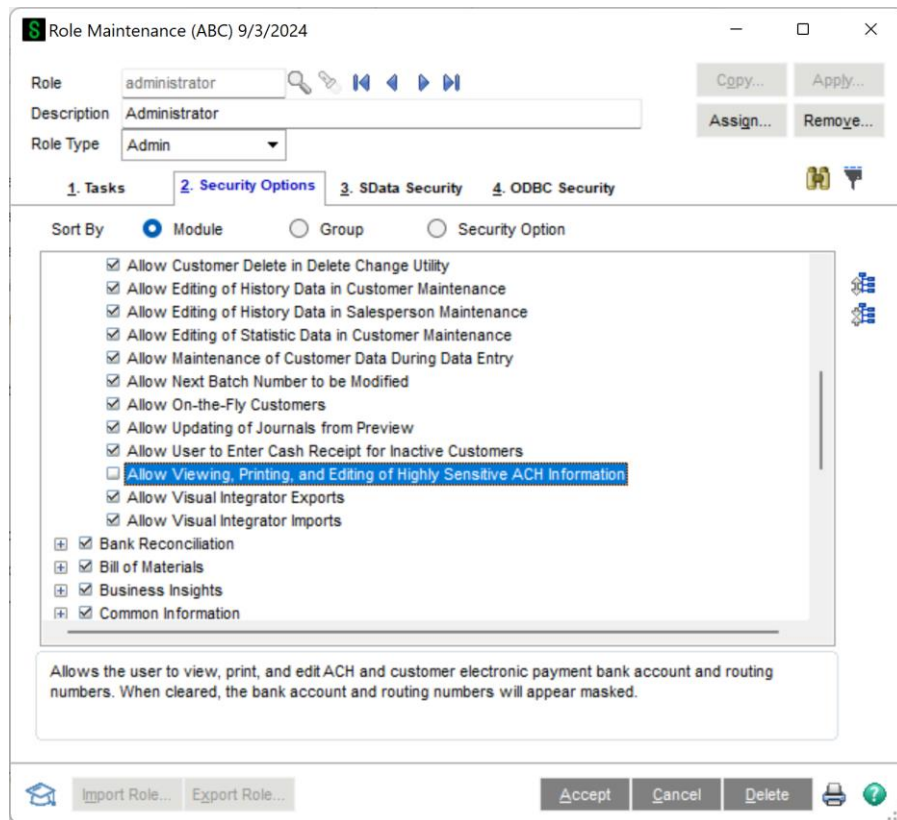 Role Maintenance (ABC) 9/3/2024
Role administrator Copy... Apply...
Description Administrator Assign... Remove...
Role Type Admin
1. Tasks 2. Security Options 3. SData Security 4. ODBC Security
Sort By Module Group Security Option
Allow Customer Delete in Delete Change Utility
Allow Editing of History Data in Customer Maintenance
Allow Editing of History Data in Salesperson Maintenance
Allow Editing of Statistic Data in Customer Maintenance
Allow Maintenance of Customer Data During Data Entry
Allow Next Batch Number to be Modified
Allow On-the-Fly Customers
Allow Updating of Journals from Preview
Allow User to Enter Cash Receipt for Inactive Customers
Allow Viewing, Printing, and Editing of Highly Sensitive ACH Information
Allow Visual Integrator Exports
Allow Visual Integrator Imports
Bank Reconciliation
Bill of Materials
Business Insights
Common Information
Allows the user to view, print, and edit ACH and customer electronic payment bank account and routing
numbers. When cleared, the bank account and routing numbers will appear masked.
Import Role... Export Role... Accept Cancel Delete